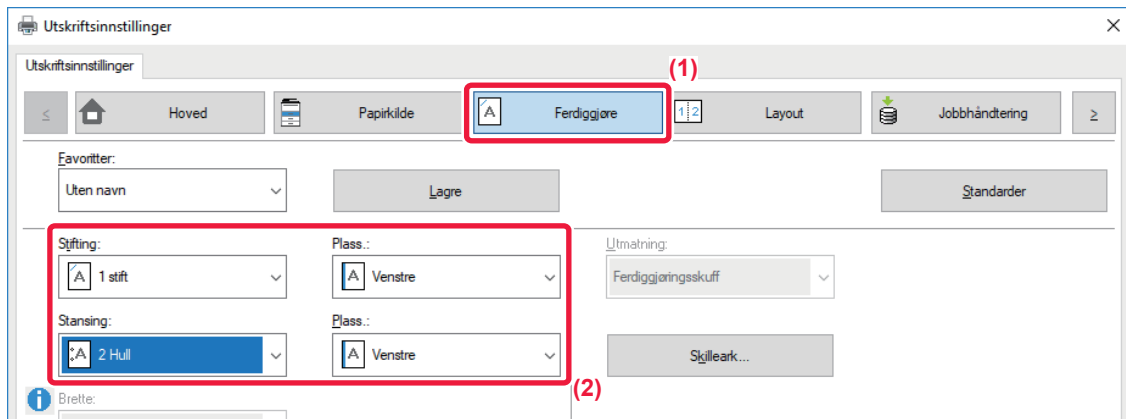 Utskriftsinnstillinger
Utskriftsinnstillinger
(1)
≤ Hoved Papirkilde A Ferdiggjøre 1 2 Layout Jobbhåndtering ≥
Favoritter:
Uten navn Lagre Standarder
Stifting: Plass.: Utmatning:
A 1 stift A Venstre Ferdiggjøringsskuff
Stansing: Plass.:
A 2 Hull A Venstre Skilleark...
(2)
Brette: